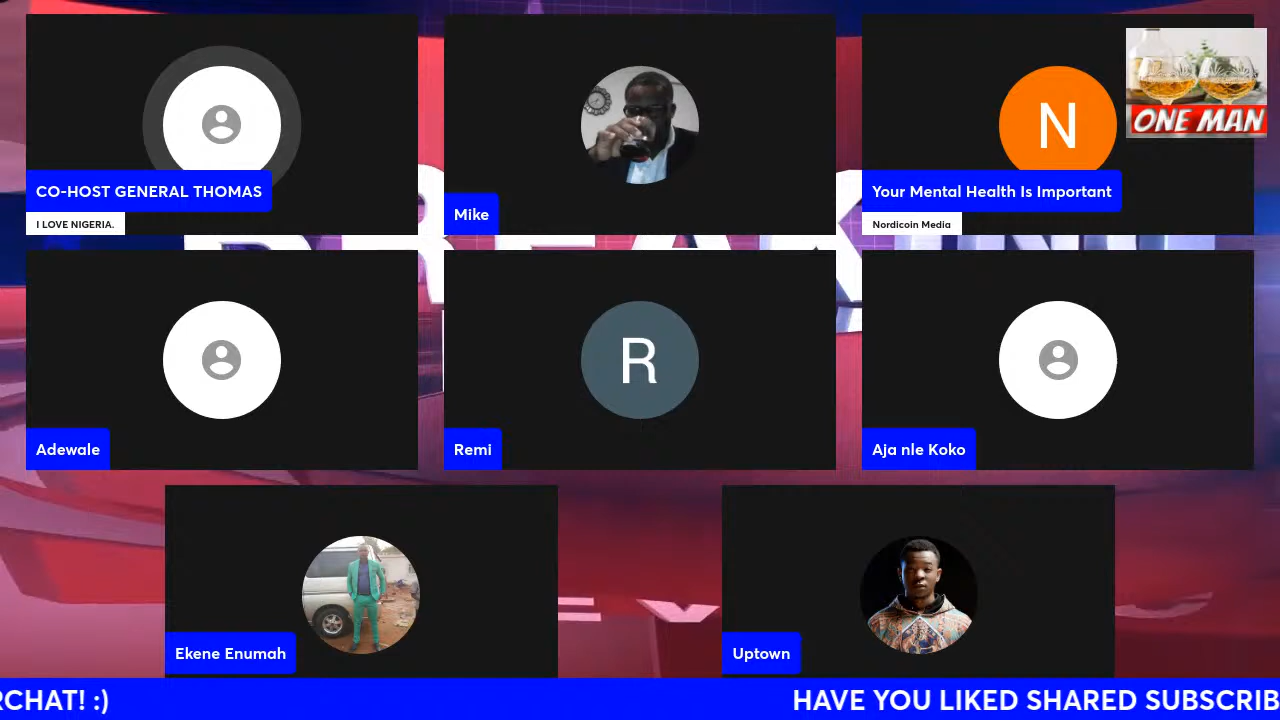 CO-HOST GENERAL THOMAS
I LOVE NIGERIA.
Mike
N
Your Mental Health Is Important
Nordicoin Media
ONE MAN
Adewale
R
Remi
Aja nle Koko
Ekene Enumah
Uptown
RCHAT! :)
HAVE YOU LIKED SHARED SUBSCRIB